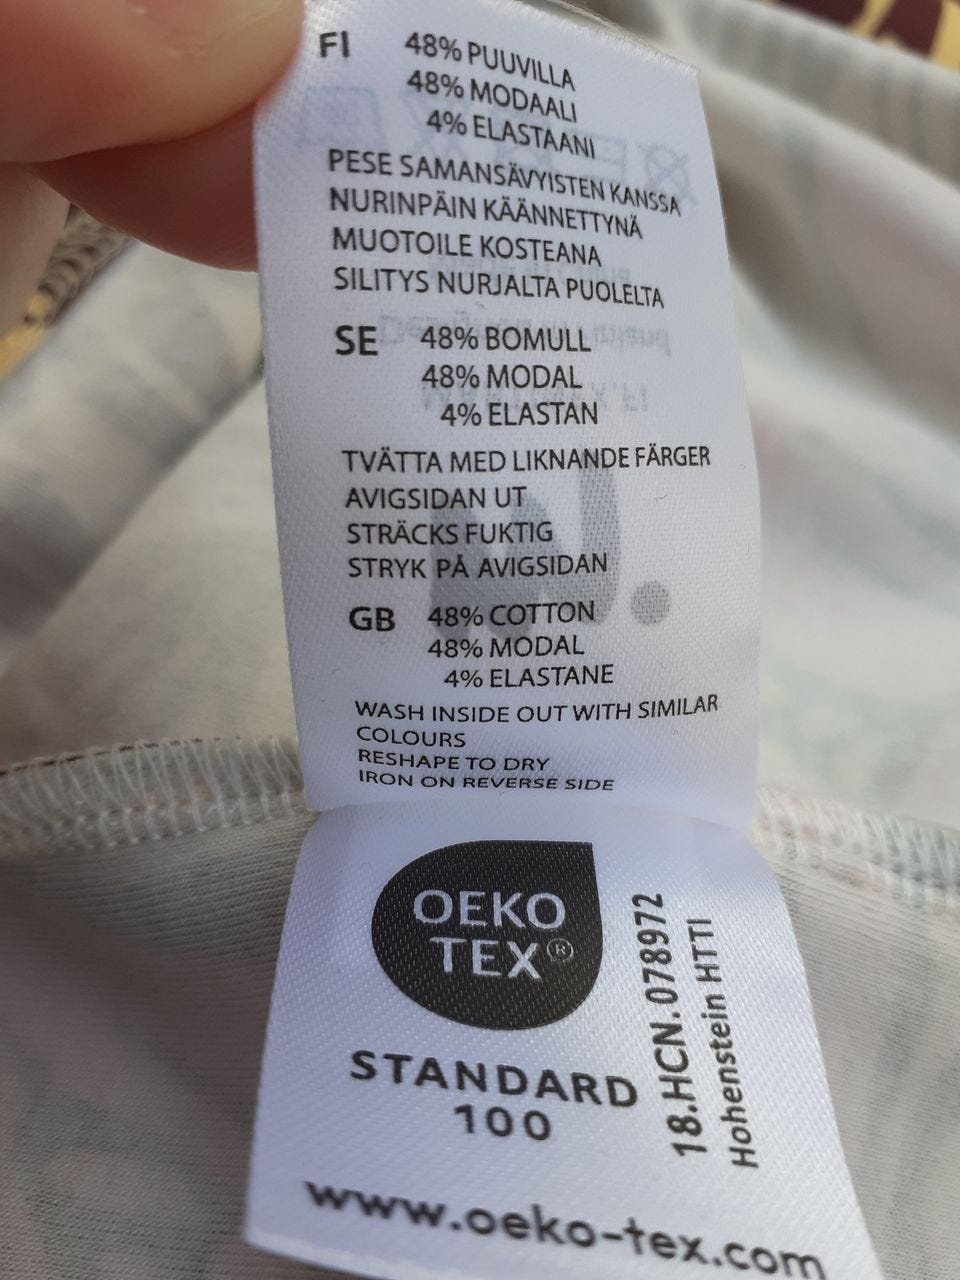 FI 48% PUUVILLA
48% MODAALI
4% ELASTAANI
PESE SAMANSÄVYISTEN KANSSA
NURINPÄIN KÄÄNNETTYNÄ
MUOTOILE KOSTEANA
SILITYS NURJALTA PUOLELTA
SE 48% BOMULL
48% MODAL
4% ELASTAN
TVÄTTA MED LIKNANDE FÄRGER
AVIGSIDAN UT
STRÄCKS FUKTIG
STRYK PÅ AVIGSIDAN
GB 48% COTTON
48% MODAL
4% ELASTANE
WASH INSIDE OUT WITH SIMILAR
COLOURS
RESHAPE TO DRY
IRON ON REVERSE SIDE
OEKO
TEX®
STANDARD
100
18.HCN.078972
Hohenstein HTTI
www.oeko-tex.com